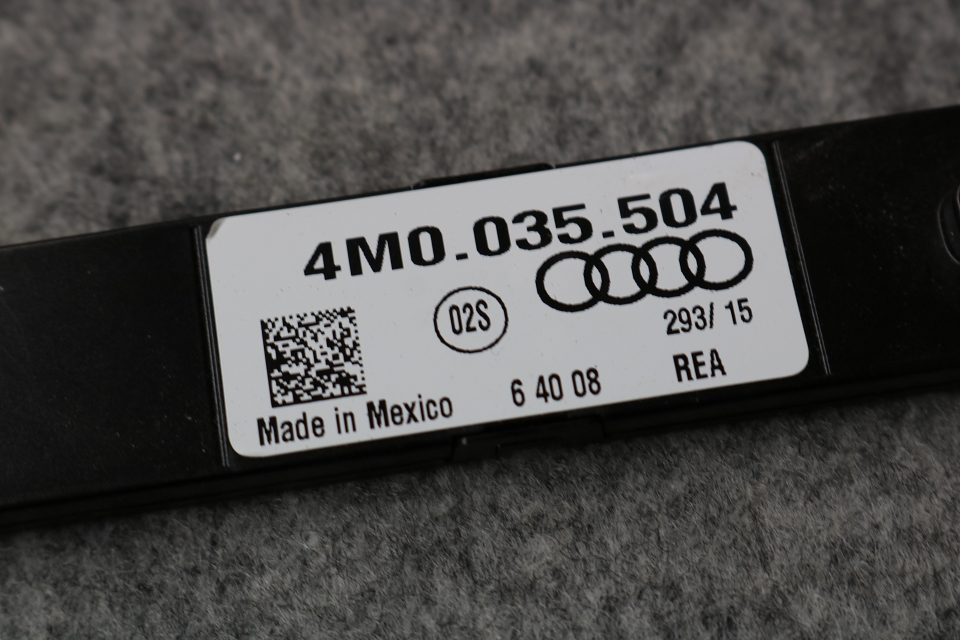 4M0.035.504
02S
293/ 15
6 40 08
REA
Made in Mexico